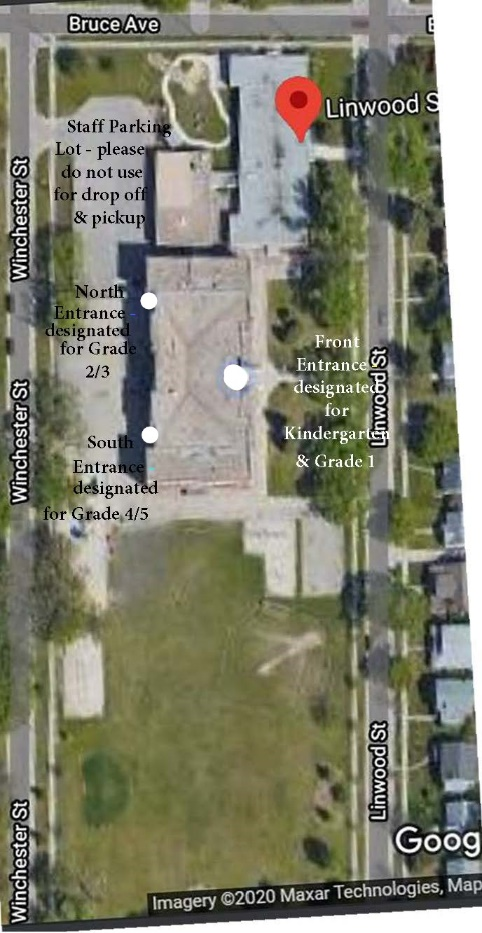 Bruce Ave
Linwood S
Staff Parking
Lot - please
do not use
for drop off
& pickup
Winchester St
North
Entrance -
designated
for Grade
2/3
Front
Entrance -
designated
for
Kindergarten
& Grade 1
Linwood St
Winchester St
South
Entrance -
designated
for Grade 4/5
Linwood St
Winchester St
Goog
Imagery ©2020 Maxar Technologies, Map